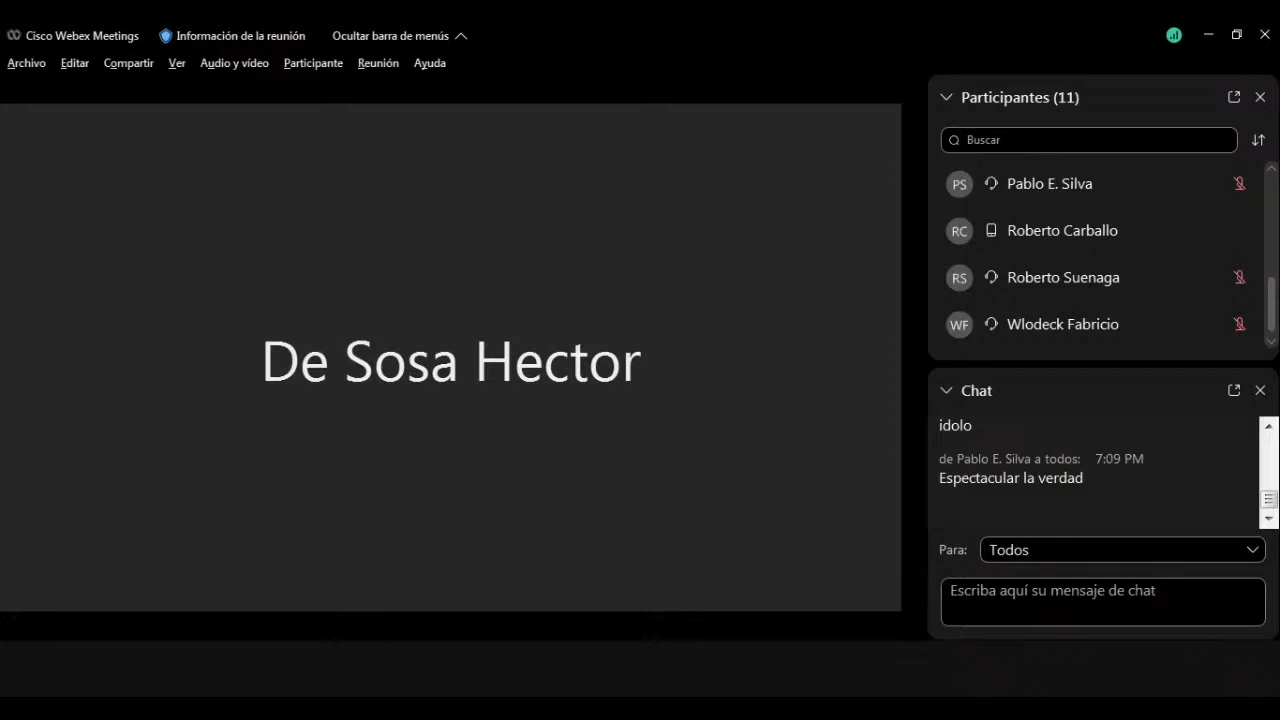 Cisco Webex Meetings Información de la reunión Ocultar barra de menús
Archivo Editar Compartir Ver Audio y vídeo Participante Reunión Ayuda
De Sosa Hector
Participantes (11)
Buscar
PS Pablo E. Silva
RC Roberto Carballo
RS Roberto Suenaga
WF Wlodeck Fabricio
Chat
idolo
de Pablo E. Silva a todos: 7:09 PM
Espectacular la verdad
Para: Todos
Escriba aquí su mensaje de chat